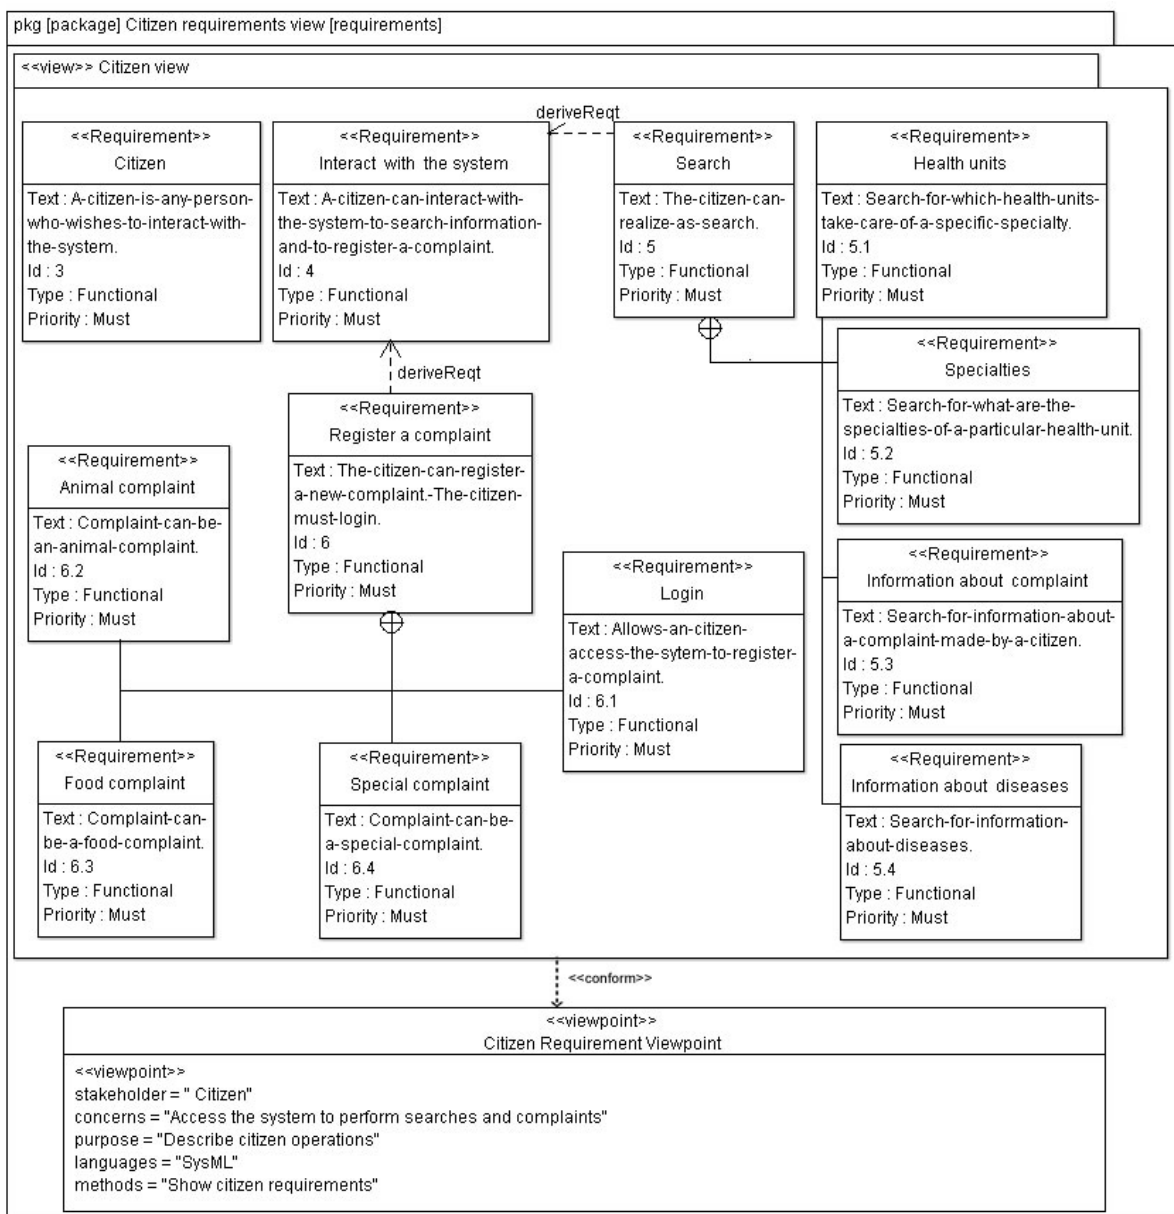 pkg [package] Citizen requirements view [requirements]
<<view>> Citizen view
deriveReqt
<<Requirement>>
Citizen
Text : A-citizen-is-any-person-
who-wishes-to-interact-with-
the-system.
Id : 3
Type : Functional
Priority : Must
<<Requirement>>
Interact with the system
Text : A-citizen-can-interact-with-
the-system-to-search-information-
and-to-register-a-complaint.
Id : 4
Type : Functional
Priority : Must
<<Requirement>>
Search
Text : The-citizen-can-
realize-as-search.
Id : 5
Type : Functional
Priority : Must
<<Requirement>>
Health units
Text : Search-for-which-health-units-
take-care-of-a-specific-specialty.
Id : 5.1
Type : Functional
Priority : Must
<<Requirement>>
Specialties
Text : Search-for-what-are-the-
specialties-of-a-particular-health-unit.
Id : 5.2
Type : Functional
Priority : Must
deriveReqt
<<Requirement>>
Register a complaint
Text : The-citizen-can-register-
a-new-complaint.-The-citizen-
must-login.
Id : 6
Type : Functional
Priority : Must
<<Requirement>>
Animal complaint
Text : Complaint-can-be-
an-animal-complaint.
Id : 6.2
Type : Functional
Priority : Must
<<Requirement>>
Login
Text : Allows-an-citizen-
access-the-sytem-to-register-
a-complaint.
Id : 6.1
Type : Functional
Priority : Must
<<Requirement>>
Information about complaint
Text : Search-for-information-about-
a-complaint-made-by-a-citizen.
Id : 5.3
Type : Functional
Priority : Must
<<Requirement>>
Food complaint
Text : Complaint-can-
be-a-food-complaint.
Id : 6.3
Type : Functional
Priority : Must
<<Requirement>>
Special complaint
Text : Complaint-can-be-
a-special-complaint.
Id : 6.4
Type : Functional
Priority : Must
<<Requirement>>
Information about diseases
Text : Search-for-information-
about-diseases.
Id : 5.4
Type : Functional
Priority : Must
<<conform>>
<<viewpoint>>
Citizen Requirement Viewpoint
<<viewpoint>>
stakeholder = " Citizen"
concerns = "Access the system to perform searches and complaints"
purpose = "Describe citizen operations"
languages = "SysML"
methods = "Show citizen requirements"